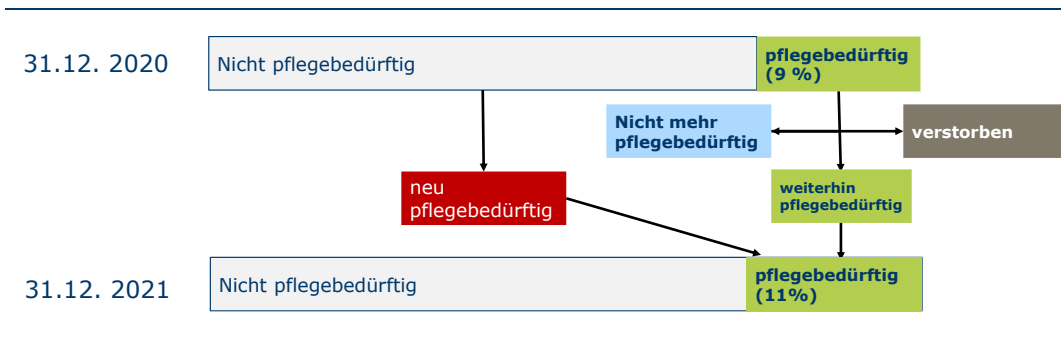 31.12. 2020
Nicht pflegebedürftig
pflegebedürftig
(9 %)
Nicht mehr
pflegebedürftig
verstorben
neu
pflegebedürftig
weiterhin
pflegebedürftig
31.12. 2021
Nicht pflegebedürftig
pflegebedürftig
(11%)